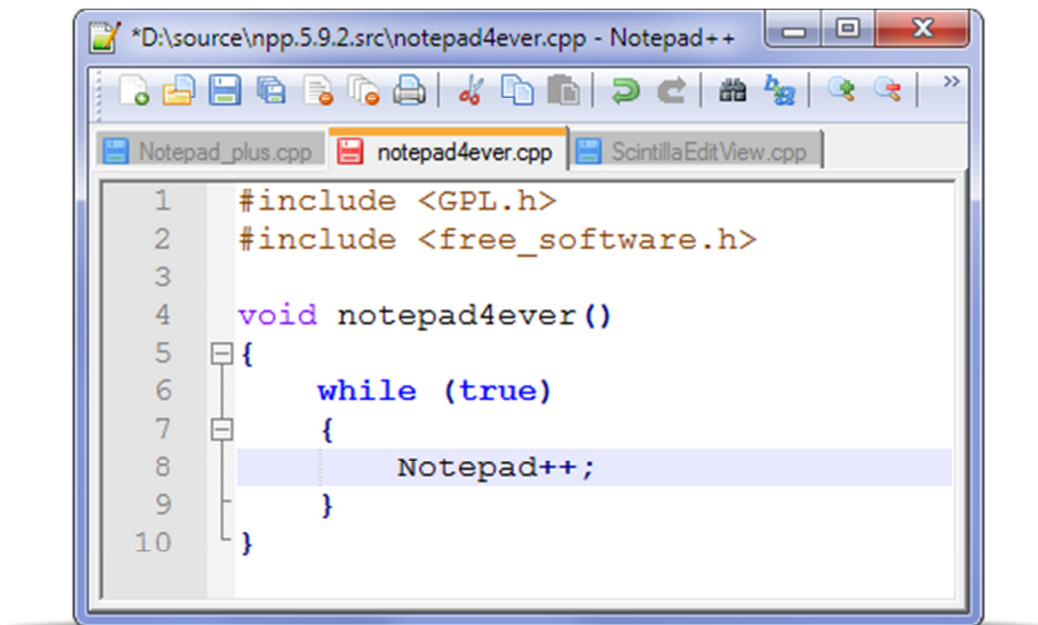 *D:\source\npp.5.9.2.src\notepad4ever.cpp - Notepad++
Notepad_plus.cpp notepad4ever.cpp ScintillaEditView.cpp
1 #include <GPL.h>
2 #include <free_software.h>
3
4 void notepad4ever()
5 {
6 while (true)
7 {
8 Notepad++;
9 }
10 }